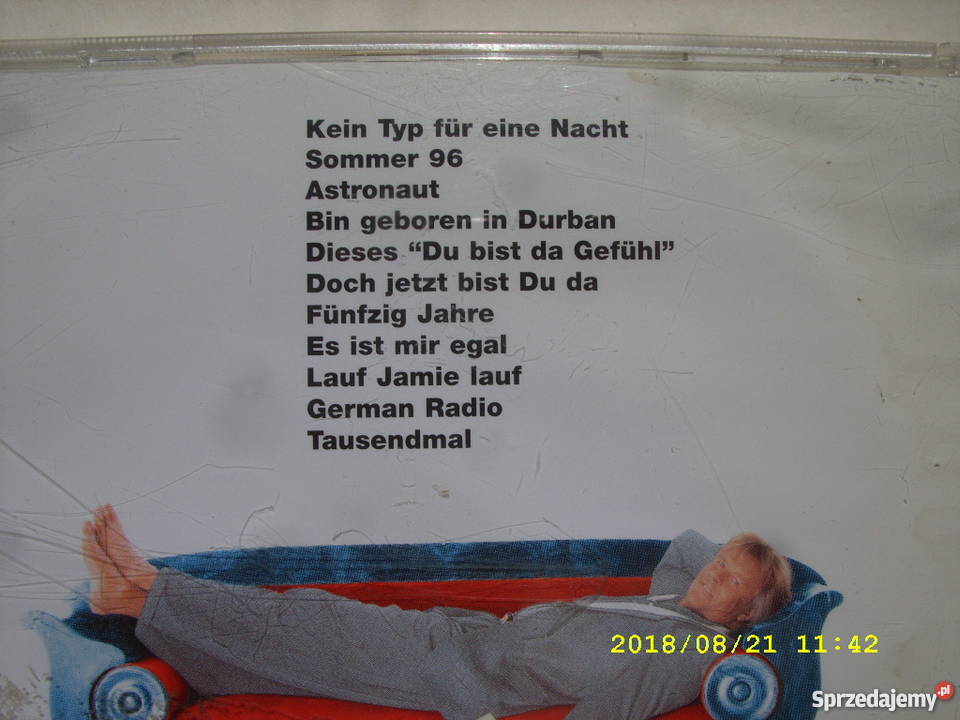 Kein Typ für eine Nacht
Sommer 96
Astronaut
Bin geboren in Durban
Dieses “Du bist da Gefühl”
Doch jetzt bist Du da
Fünfzig Jahre
Es ist mir egal
Lauf Jamie lauf
German Radio
Tausendmal
2018/08/21 11:42
Sprzedajemy.pl